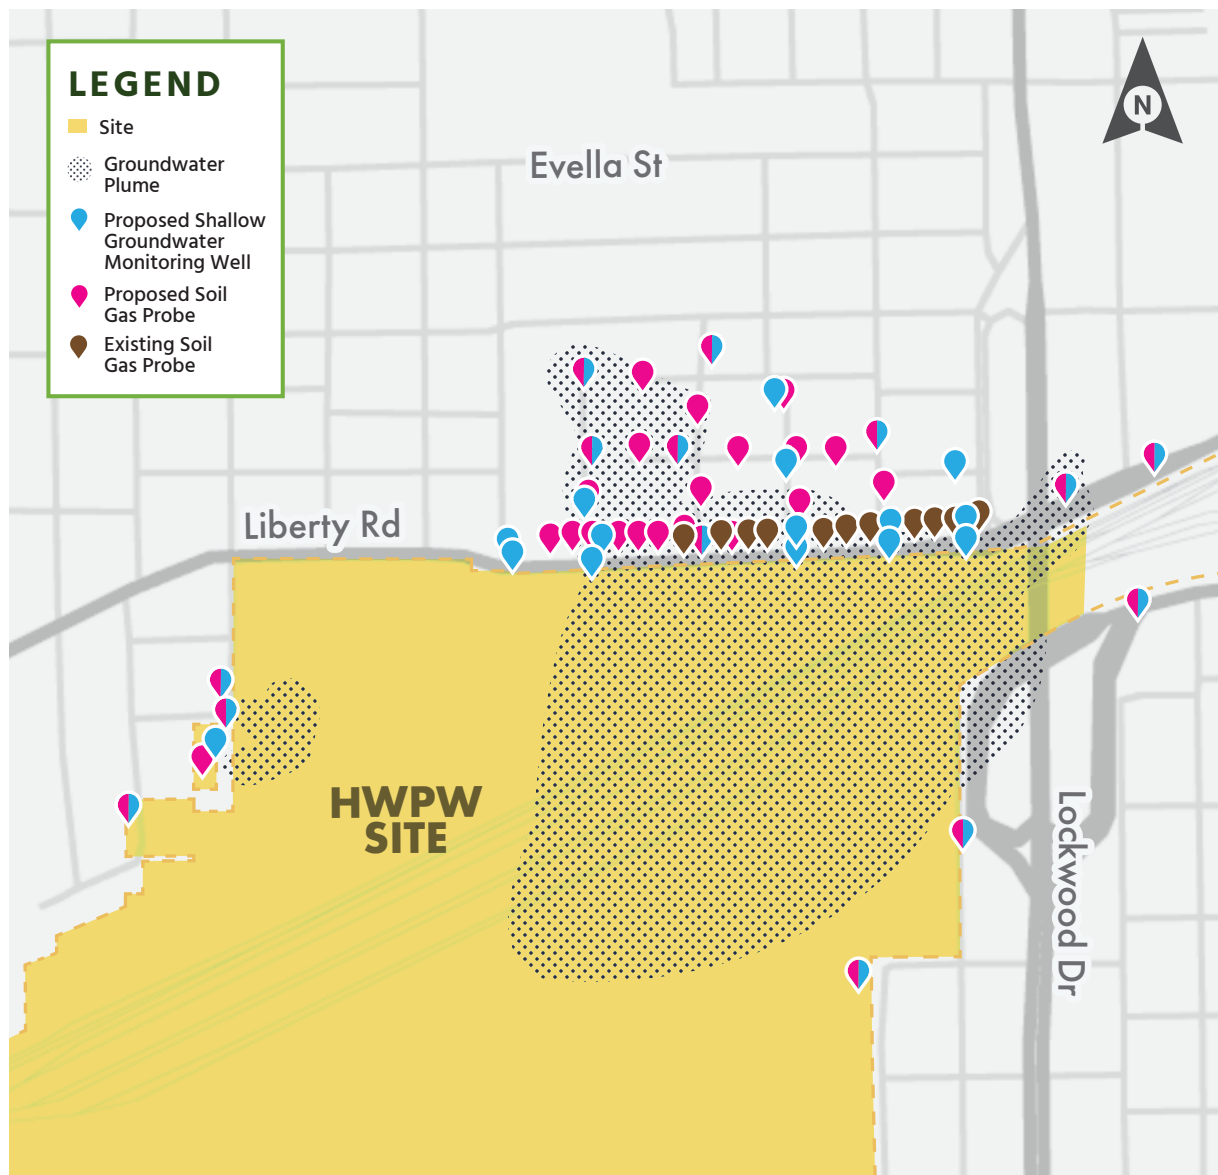 LEGEND
Site
Groundwater
Plume
Proposed Shallow
Groundwater
Monitoring Well
Proposed Soil
Gas Probe
Existing Soil
Gas Probe
N
Evella St
Liberty Rd
HWPW
SITE
Lockwood Dr